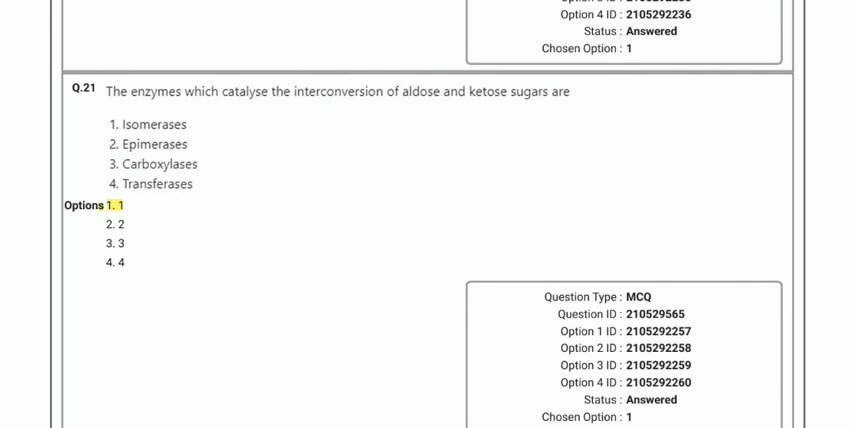 Option 4 ID : 2105292236
Status : Answered
Chosen Option : 1
Q.21 The enzymes which catalyse the interconversion of aldose and ketose sugars are
1. Isomerases
2. Epimerases
3. Carboxylases
4. Transferases
Options 1. 1
2. 2
3. 3
4. 4
Question Type : MCQ
Question ID : 210529565
Option 1 ID : 2105292257
Option 2 ID : 2105292258
Option 3 ID : 2105292259
Option 4 ID : 2105292260
Status : Answered
Chosen Option : 1